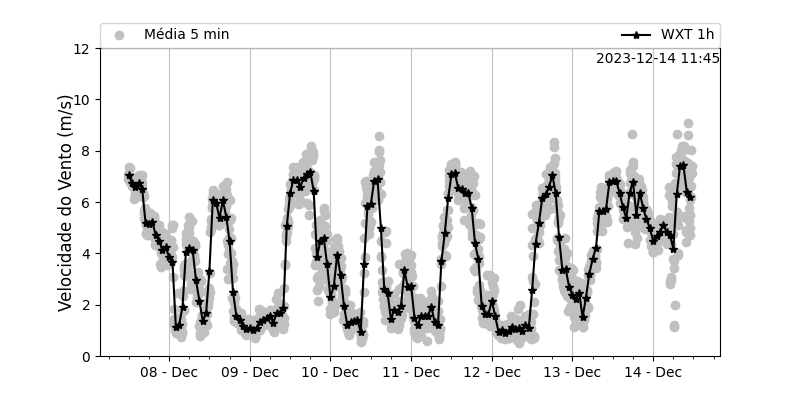 Média 5 min
WXT 1h
2023-12-14 11:45
Velocidade do Vento (m/s)
12
10
8
6
4
2
0
08 - Dec
09 - Dec
10 - Dec
11 - Dec
12 - Dec
13 - Dec
14 - Dec